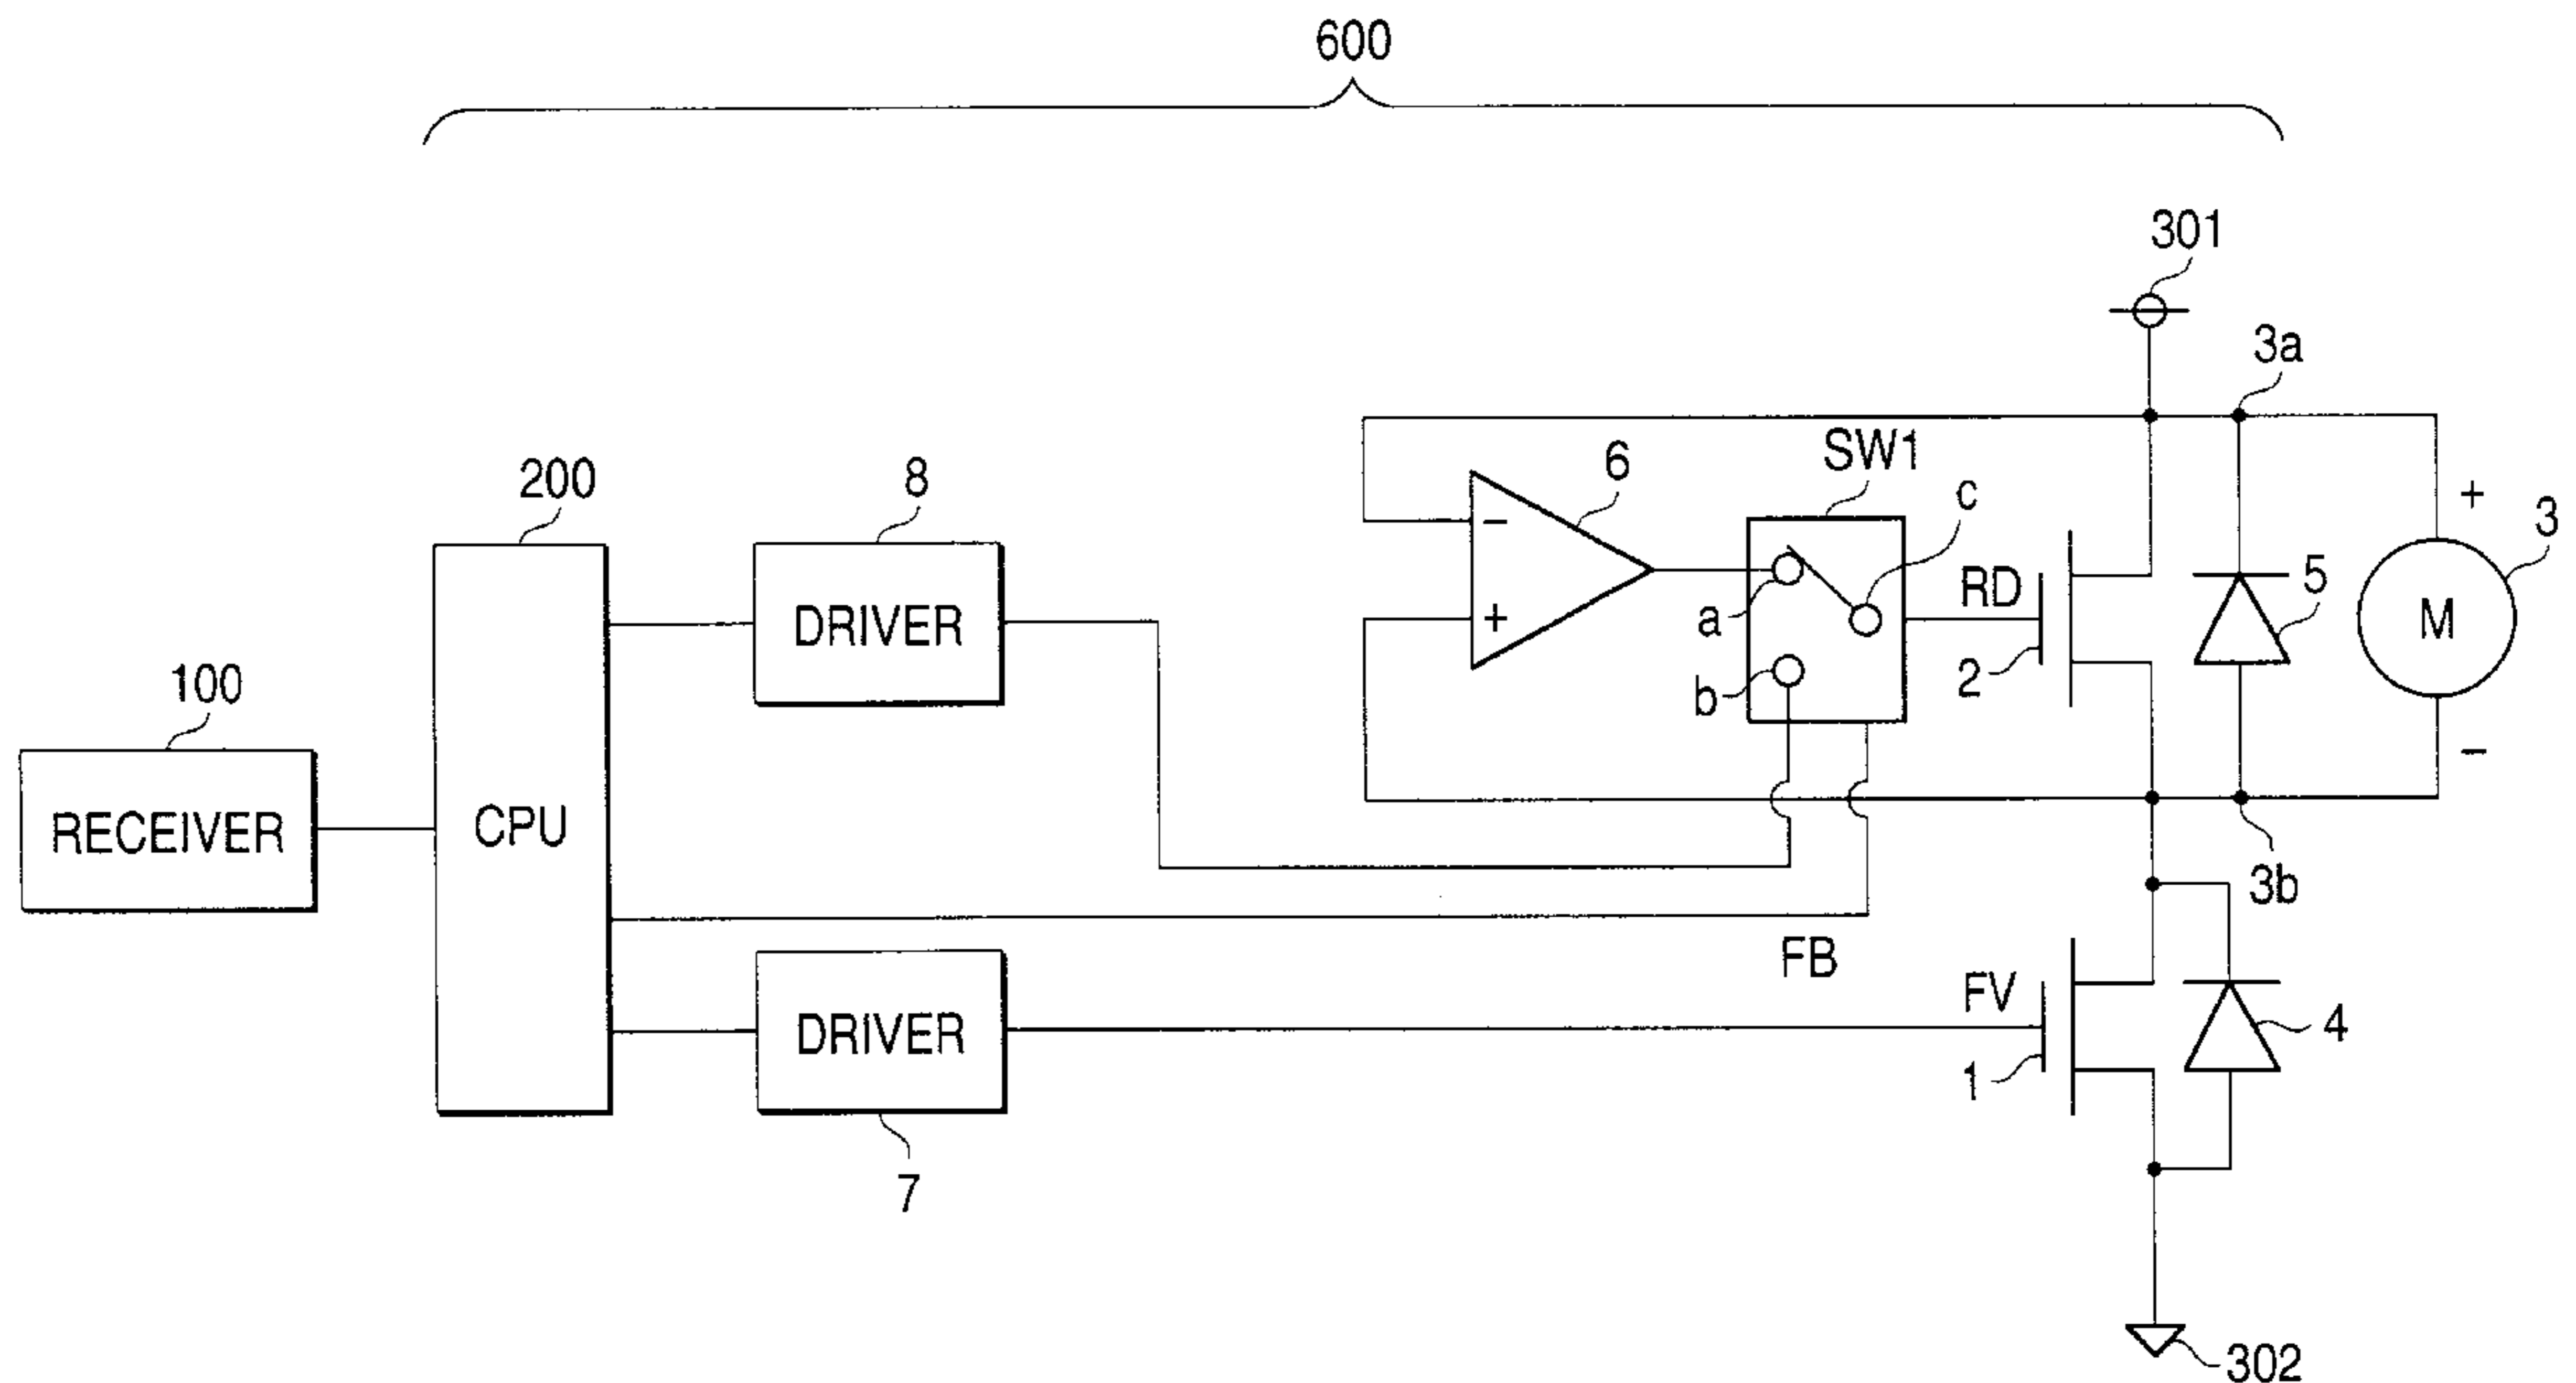 600
301
3a
SW1
6
c
3
+
200
8
−
DRIVER
a
RD
5
M
2
+
100
b
−
RECEIVER
CPU
3b
FB
FV
DRIVER
4
1
7
302